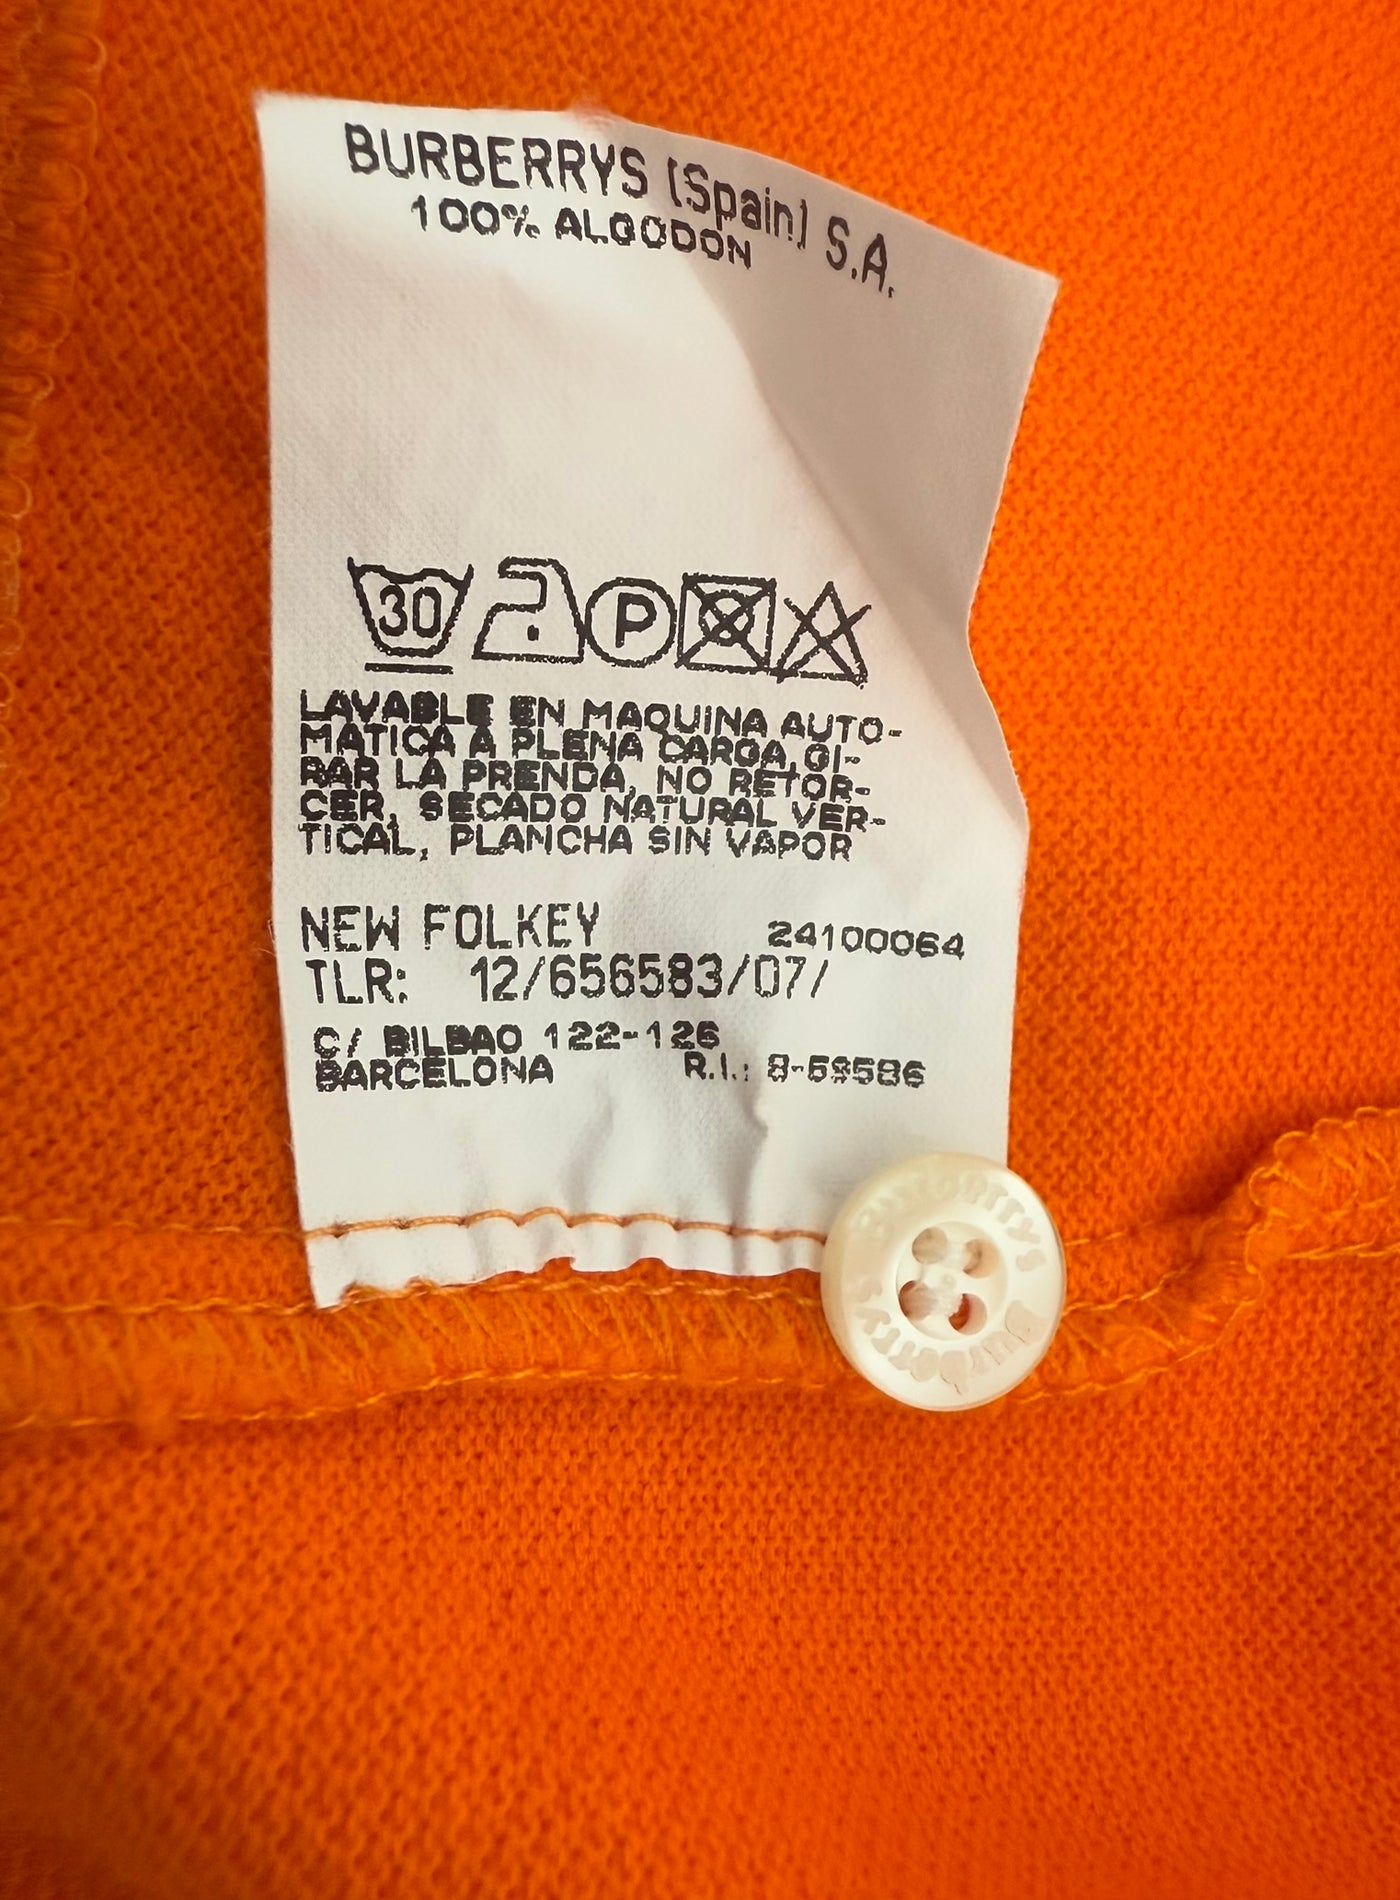 BURBERRYS (Spain) S.A.
100% ALGODON
30 P
LAVABLE EN MAQUINA AUTO-
MATICA A PLENA CARGA, GI-
RAR LA PRENDA, NO RETOR-
CER, SECADO NATURAL VER-
TICAL, PLANCHA SIN VAPOR
NEW FOLKEY 24100064
TLR: 12/656583/07/
C/ BILBAO 122-126
BARCELONA R.I.:
Burberrys
Burberrys